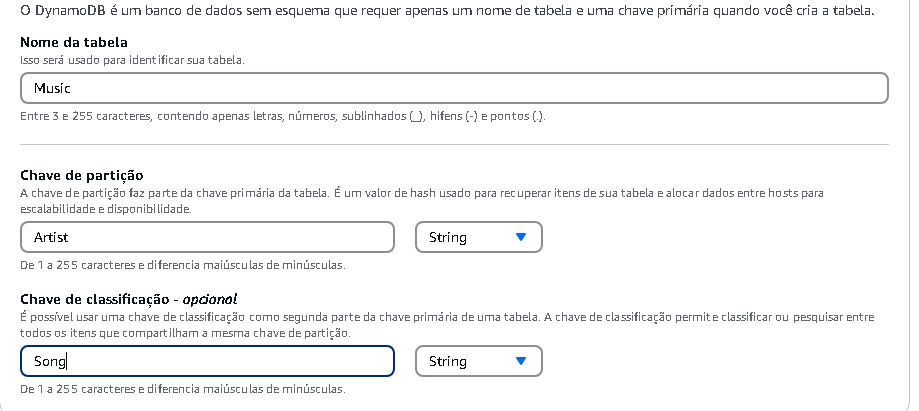 O DynamoDB é um banco de dados sem esquema que requer apenas um nome de tabela e uma chave primária quando você cria a tabela.
Nome da tabela
Isso será usado para identificar sua tabela.
Music
Entre 3 e 255 caracteres, contendo apenas letras, números, sublinhados (_), hifens (-) e pontos (.).
Chave de partição
A chave de partição faz parte da chave primária da tabela. É um valor de hash usado para recuperar itens de sua tabela e alocar dados entre hosts para
escalabilidade e disponibilidade.
Artist String
De 1 a 255 caracteres e diferencia maiúsculas de minúsculas.
Chave de classificação - opcional
É possível usar uma chave de classificação como segunda parte da chave primária de uma tabela. A chave de classificação permite classificar ou pesquisar entre
todos os itens que compartilham a mesma chave de partição.
Song String
De 1 a 255 caracteres e diferencia maiúsculas de minúsculas.